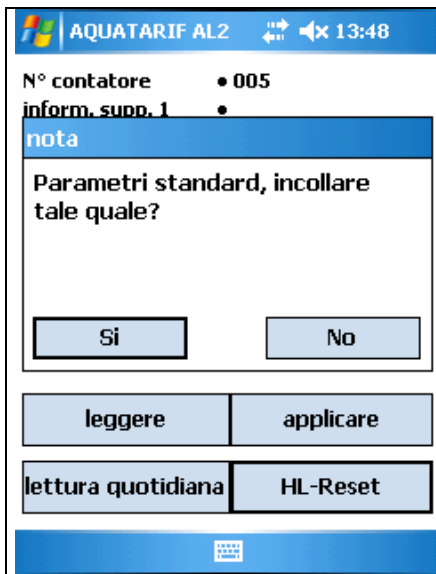 AQUATARIF AL2 13:48
N° contatore • 005
inform. supp. 1 •
nota
Parametri standard, incollare
tale quale?
Si No
leggere applicare
lettura quotidiana HL-Reset